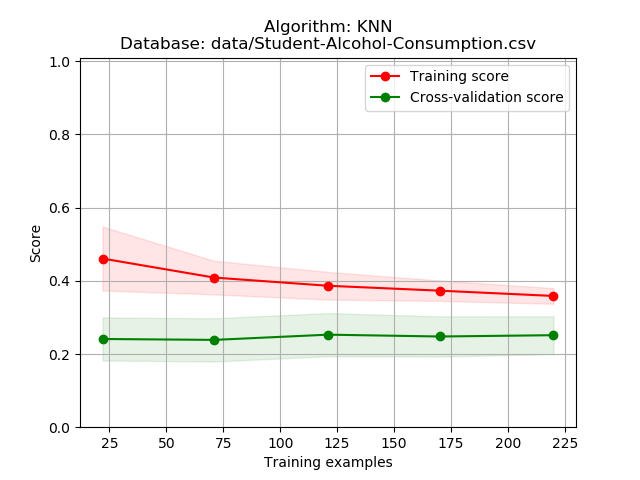 Algorithm: KNN
Database: data/Student-Alcohol-Consumption.csv
Training score
Cross-validation score
1.0
0.8
0.6
0.4
0.2
0.0
Score
25
50
75
100
125
150
175
200
225
Training examples